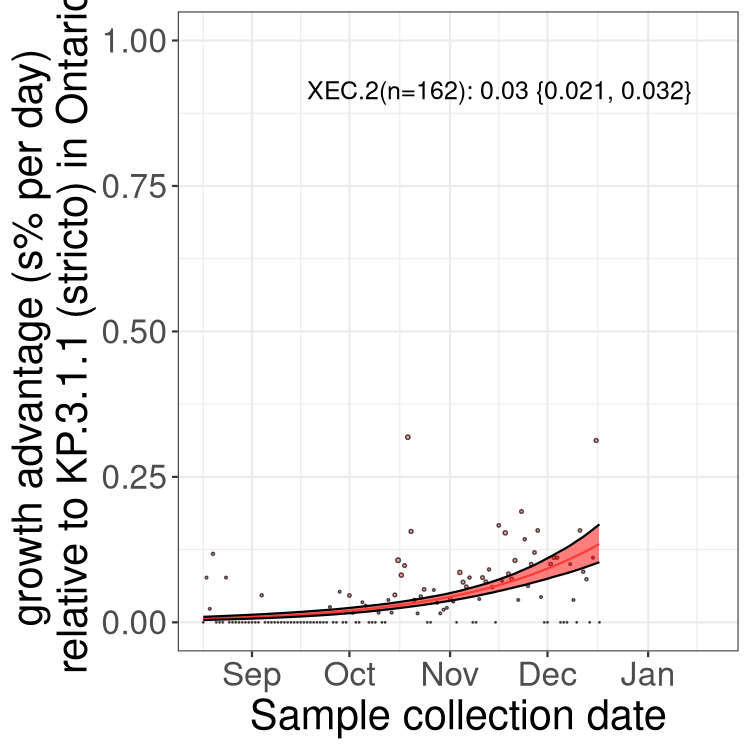 growth advantage (s% per day)
relative to KP.3.1.1 (stricto) in Ontario
1.00
0.75
0.50
0.25
0.00
XEC.2(n=162): 0.03 {0.021, 0.032}
Sep Oct Nov Dec Jan
Sample collection date